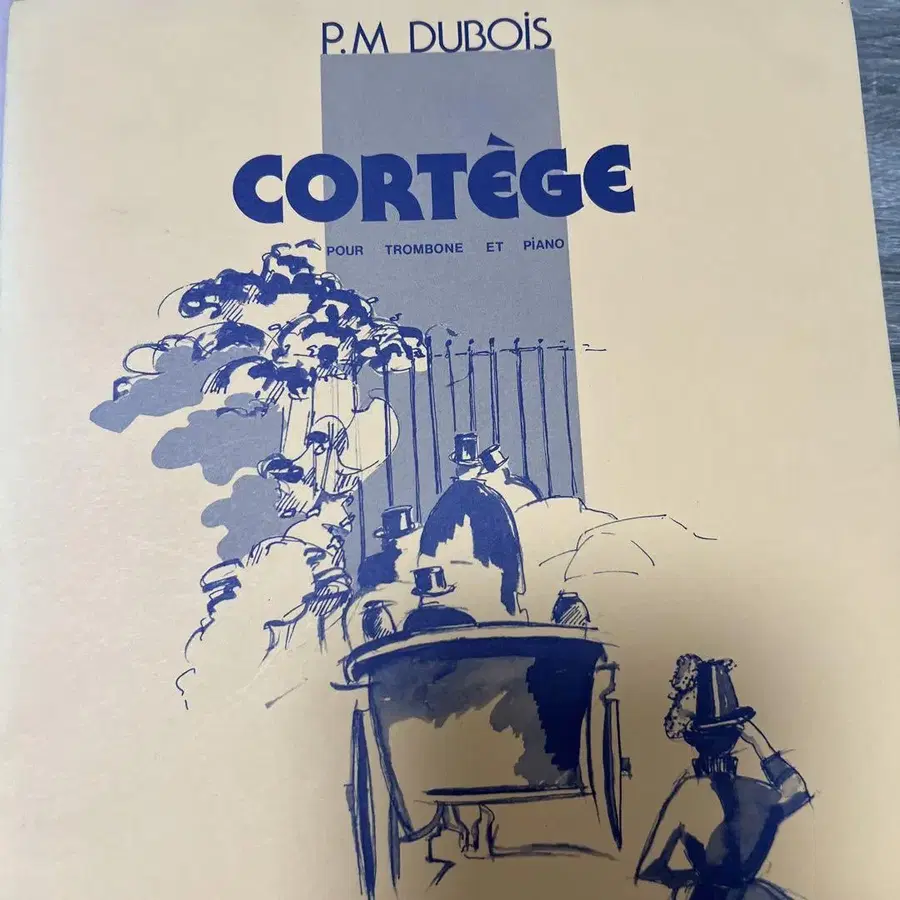 P.M DUBOiS
CORTÈGE
POUR TROMBONE ET PiANO